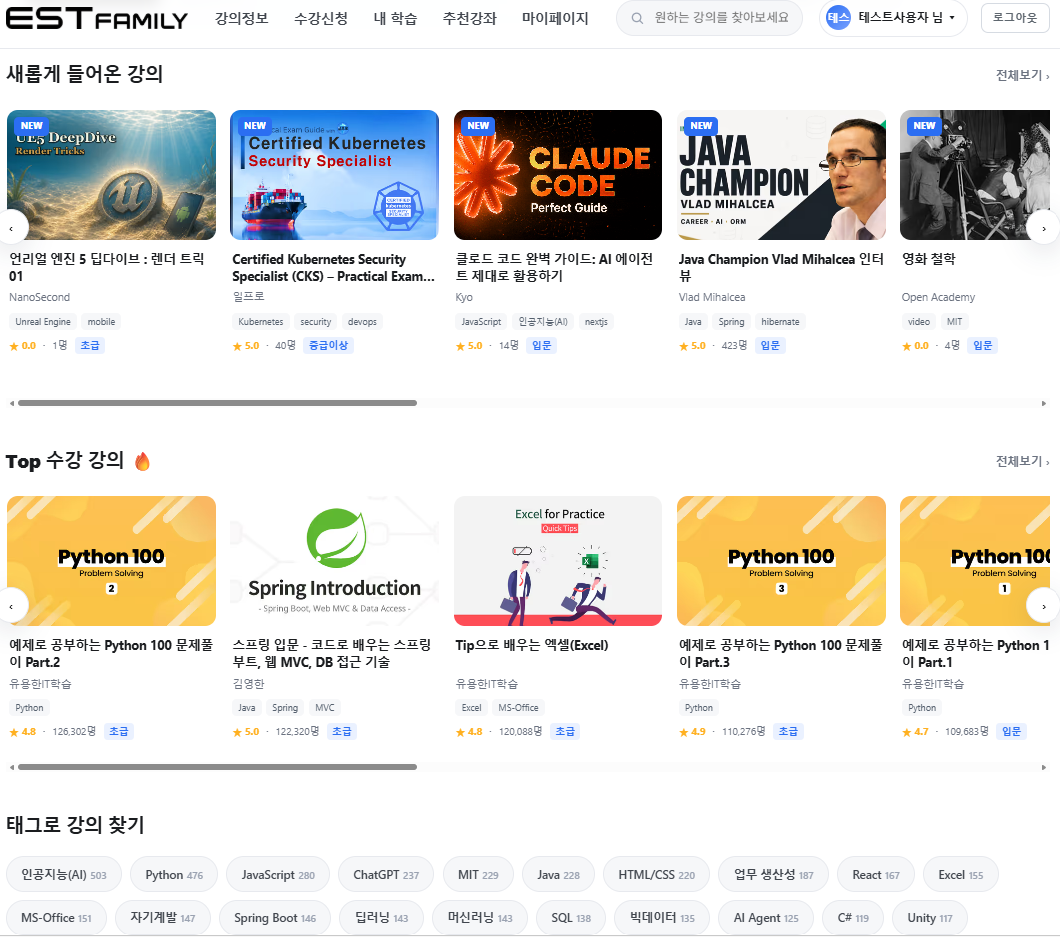 ESTFAMILY 강의정보 수강신청 내 학습 추천강좌 마이페이지 원하는 강의를 찾아보세요 테스 테스트사용자 님 ▾ 로그아웃
새롭게 들어온 강의 전체보기 ›
NEW
UE5 DeepDive
Render Tricks
언리얼 엔진 5 딥다이브 : 렌더 트릭
01
NanoSecond
Unreal Engine mobile
★ 0.0 · 1명 초급
NEW
cal Exam Guide with
Certified Kubernetes
Security Specialist
Certified Kubernetes Security
Specialist (CKS) – Practical Exam…
일프로
Kubernetes security devops
★ 5.0 · 40명 중급이상
NEW
CLAUDE
CODE
Perfect Guide
클로드 코드 완벽 가이드: AI 에이전
트 제대로 활용하기
Kyo
JavaScript 인공지능(AI) nextjs
★ 5.0 · 14명 입문
NEW
JAVA
CHAMPION
VLAD MIHALCEA
CAREER · AI · ORM
Java Champion Vlad Mihalcea 인터
뷰
Vlad Mihalcea
Java Spring hibernate
★ 5.0 · 423명 입문
NEW
영화 철학
Open Academy
video MIT
★ 0.0 · 4명 입문
Top 수강 강의 🔥 전체보기 ›
Python 100
Problem Solving
2
예제로 공부하는 Python 100 문제풀
이 Part.2
유용한IT학습
Python
★ 4.8 · 126,302명 초급
Spring Introduction
- Spring Boot, Web MVC & Data Access -
스프링 입문 - 코드로 배우는 스프링
부트, 웹 MVC, DB 접근 기술
김영한
Java Spring MVC
★ 5.0 · 122,320명 초급
Excel for Practice
Quick Tips
Tip으로 배우는 엑셀(Excel)
유용한IT학습
Excel MS-Office
★ 4.8 · 120,088명 초급
Python 100
Problem Solving
3
예제로 공부하는 Python 100 문제풀
이 Part.3
유용한IT학습
Python
★ 4.9 · 110,276명 초급
Python 100
Problem Solving
1
예제로 공부하는 Python 1
이 Part.1
유용한IT학습
Python
★ 4.7 · 109,683명 입문
태그로 강의 찾기
인공지능(AI) 503 Python 476 JavaScript 280 ChatGPT 237 MIT 229 Java 228 HTML/CSS 220 업무 생산성 187 React 167 Excel 155
MS-Office 151 자기계발 147 Spring Boot 146 딥러닝 143 머신러닝 143 SQL 138 빅데이터 135 AI Agent 125 C# 119 Unity 117